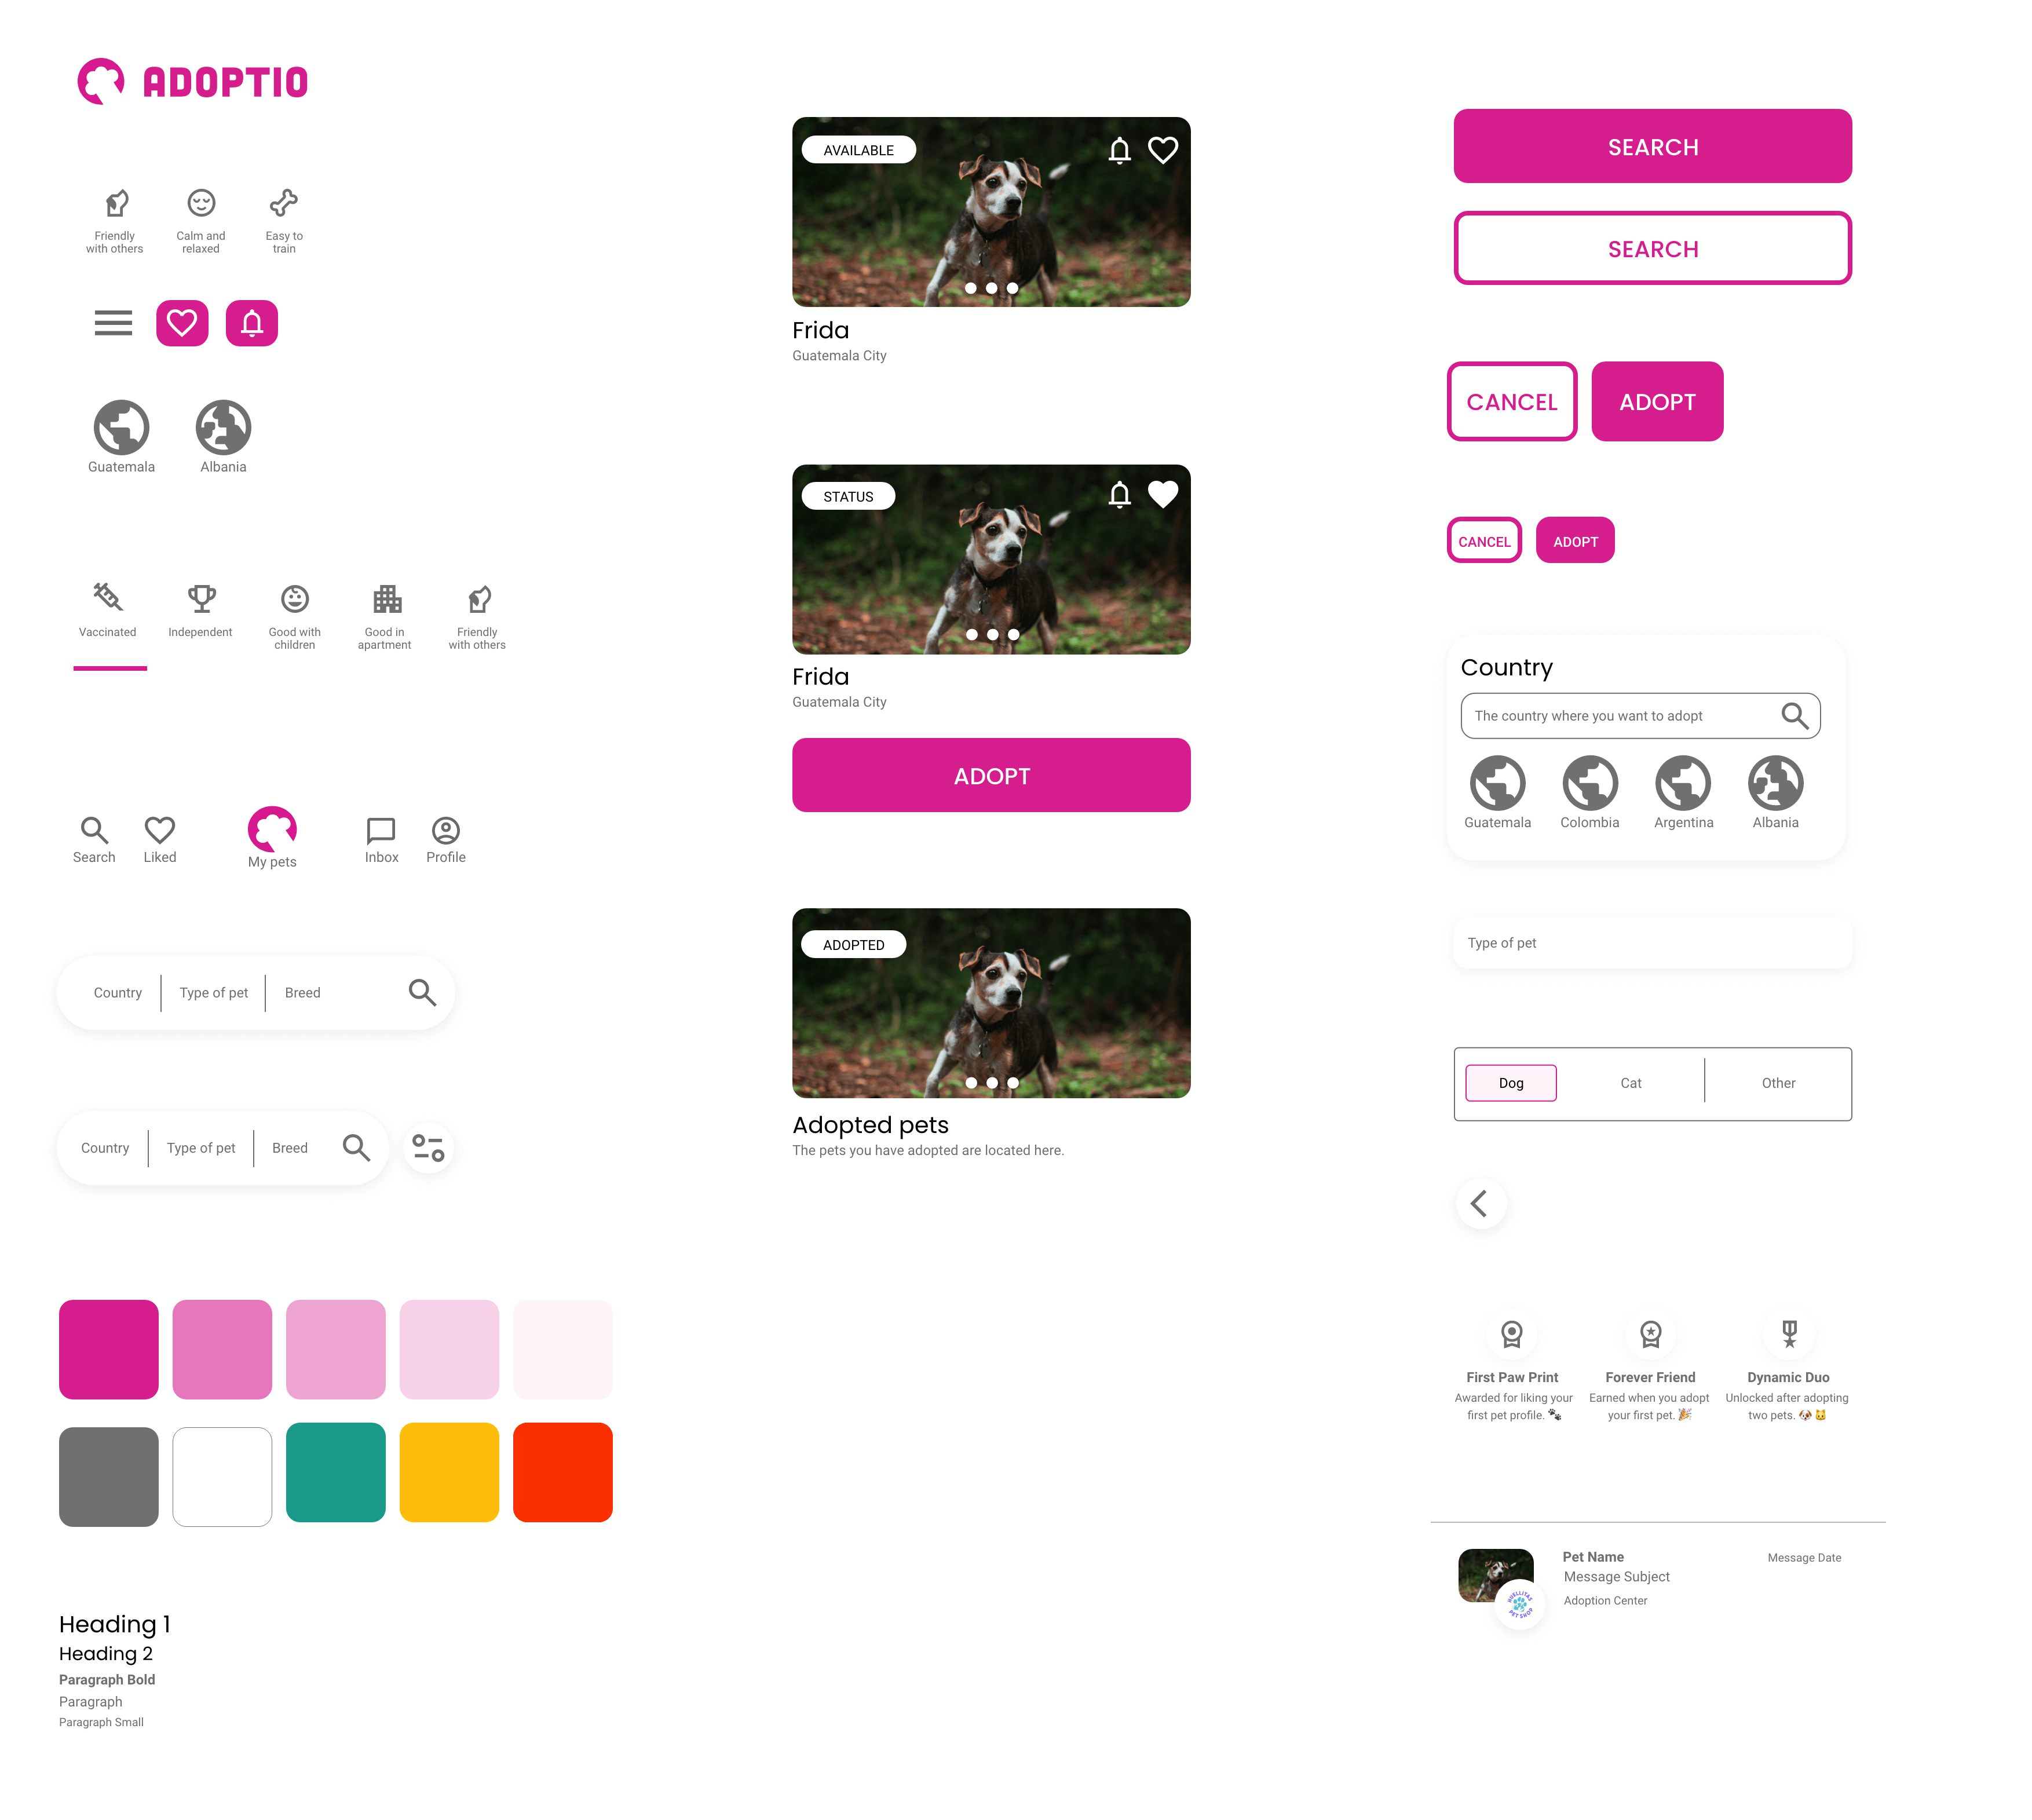 ADOPTIO
Friendly
with others
Calm and
relaxed
Easy to
train
Guatemala
Albania
Vaccinated
Independent
Good with
children
Good in
apartment
Friendly
with others
Search
Liked
My pets
Inbox
Profile
Country
Type of pet
Breed
Country
Type of pet
Breed
Heading 1
Heading 2
Paragraph Bold
Paragraph
Paragraph Small
AVAILABLE
Frida
Guatemala City
STATUS
Frida
Guatemala City
ADOPT
ADOPTED
Adopted pets
The pets you have adopted are located here.
SEARCH
SEARCH
CANCEL
ADOPT
CANCEL
ADOPT
Country
The country where you want to adopt
Guatemala
Colombia
Argentina
Albania
Type of pet
Dog
Cat
Other
First Paw Print
Awarded for liking your
first pet profile. 🐾
Forever Friend
Earned when you adopt
your first pet. 🎉
Dynamic Duo
Unlocked after adopting
two pets. 🐶🐱
Pet Name
Message Date
Message Subject
Adoption Center
HUELLITAS
PET SHOP